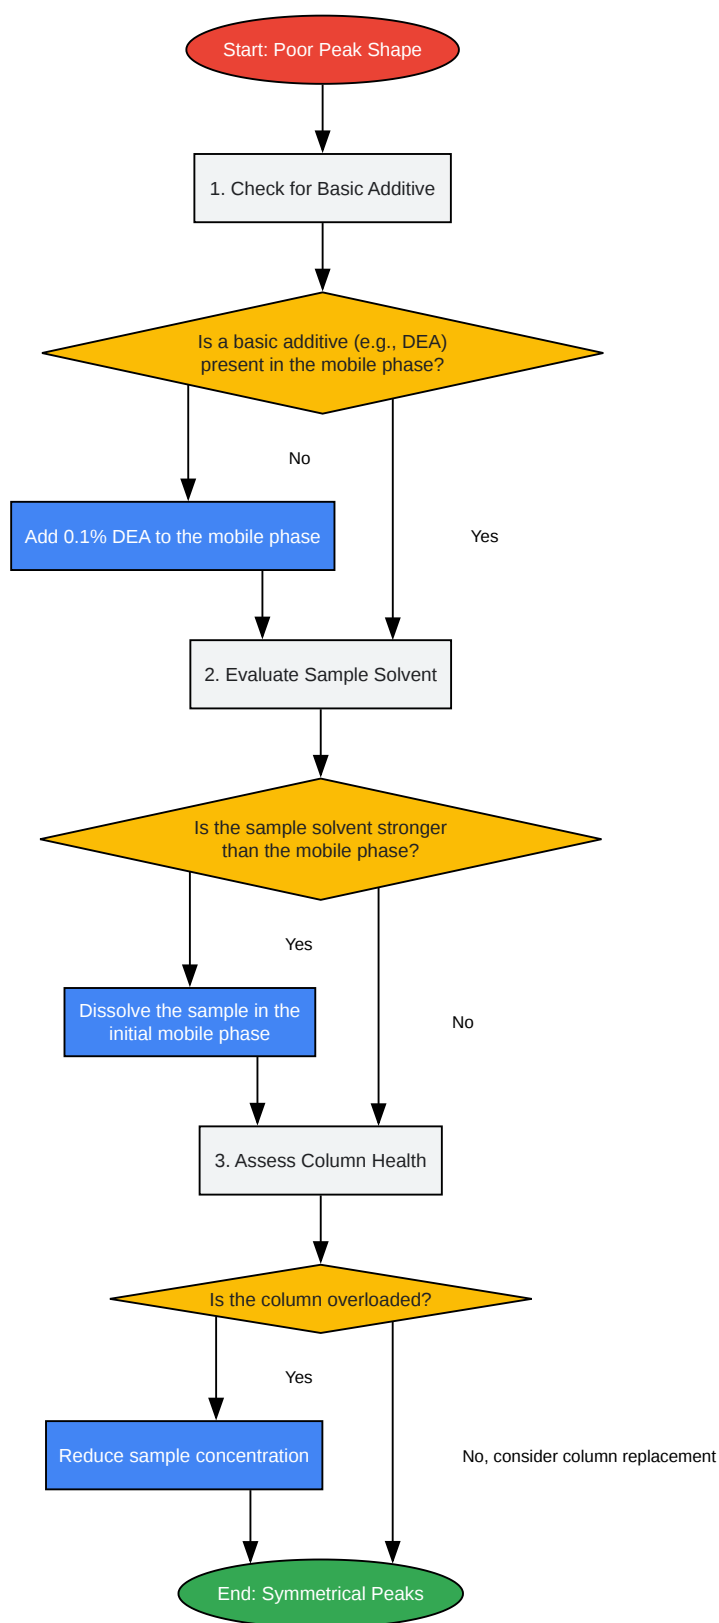 Start: Poor Peak Shape
1. Check for Basic Additive
Is a basic additive (e.g., DEA)
present in the mobile phase?
No
Add 0.1% DEA to the mobile phase
Yes
2. Evaluate Sample Solvent
Is the sample solvent stronger
than the mobile phase?
Yes
Dissolve the sample in the
initial mobile phase
No
3. Assess Column Health
Is the column overloaded?
Yes
Reduce sample concentration
No, consider column replacement
End: Symmetrical Peaks